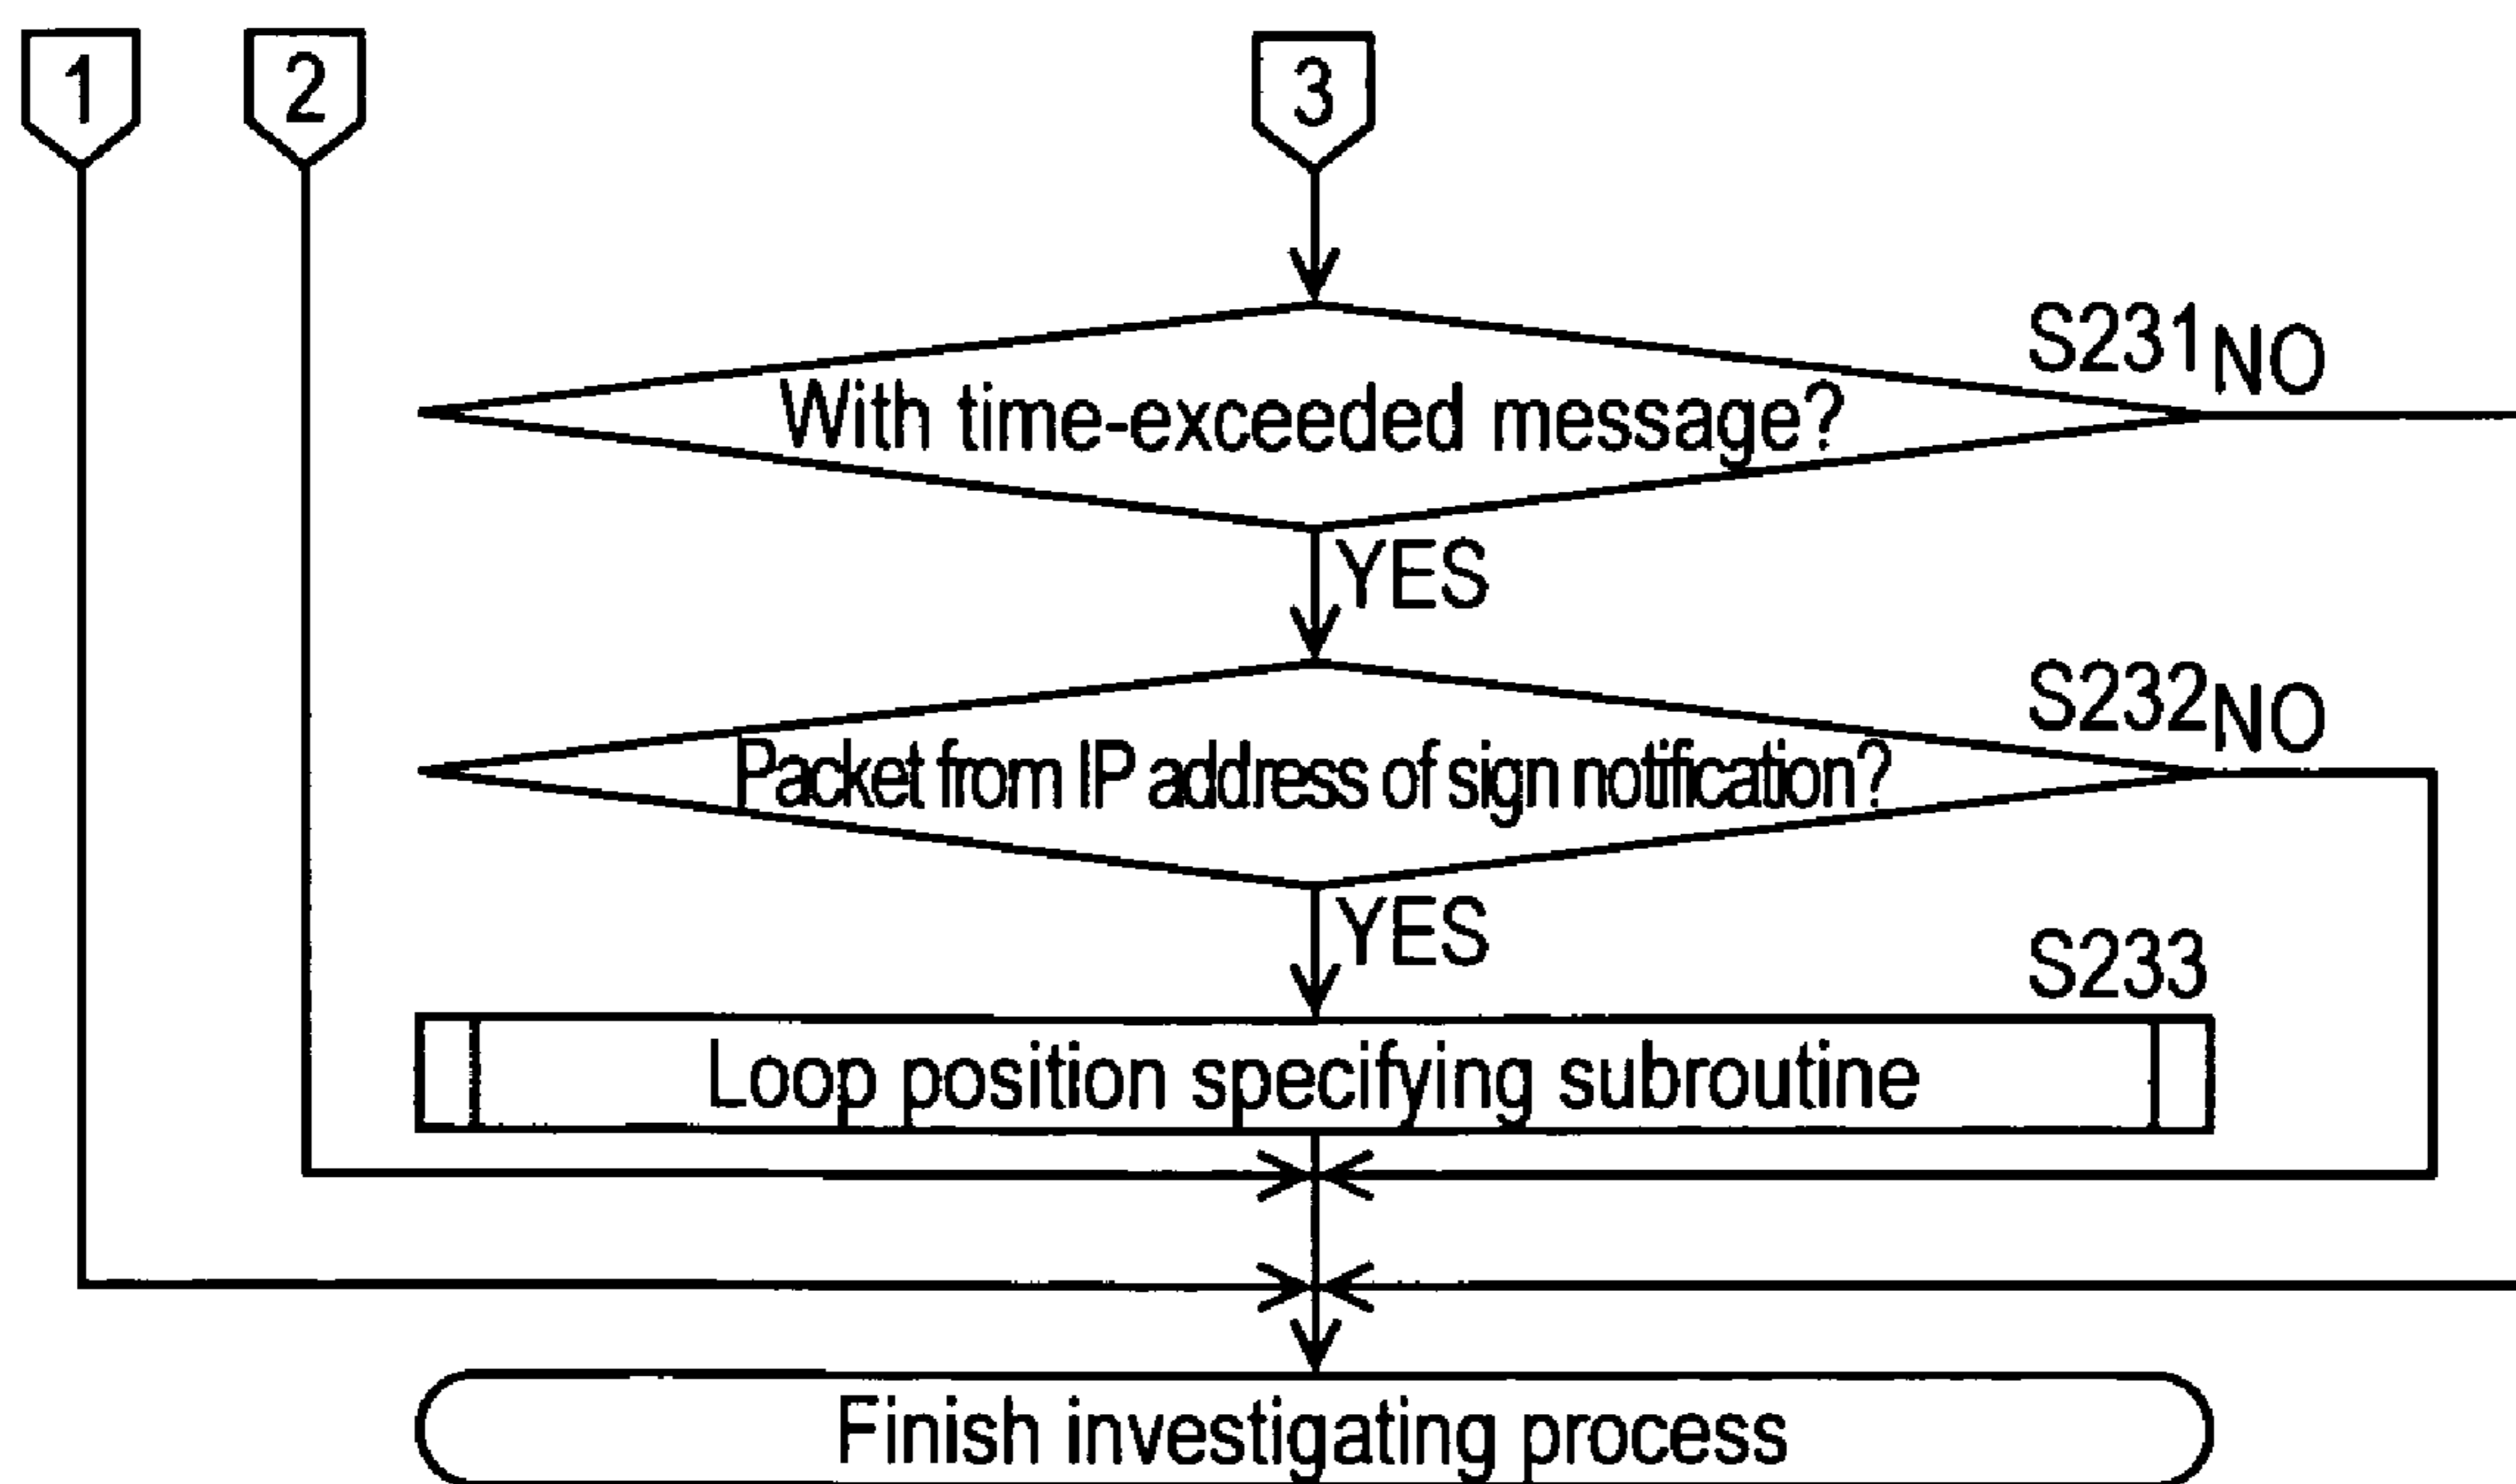 1
2
3
S231
NO
With time-exceeded message?
YES
S232
NO
Packet from IP address of sign notification?
YES
S233
Loop position specifying subroutine
Finish investigating process